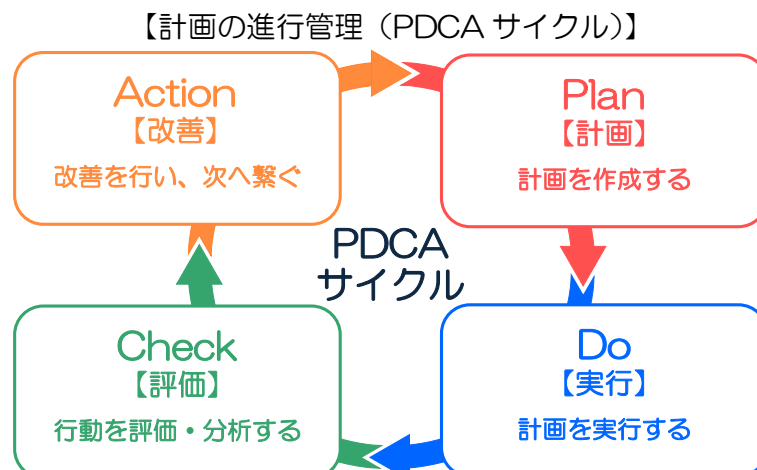 【計画の進行管理（PDCA サイクル）】
Action
【改善】
改善を行い、次へ繋ぐ
Plan
【計画】
計画を作成する
PDCA
サイクル
Check
【評価】
行動を評価・分析する
Do
【実行】
計画を実行する